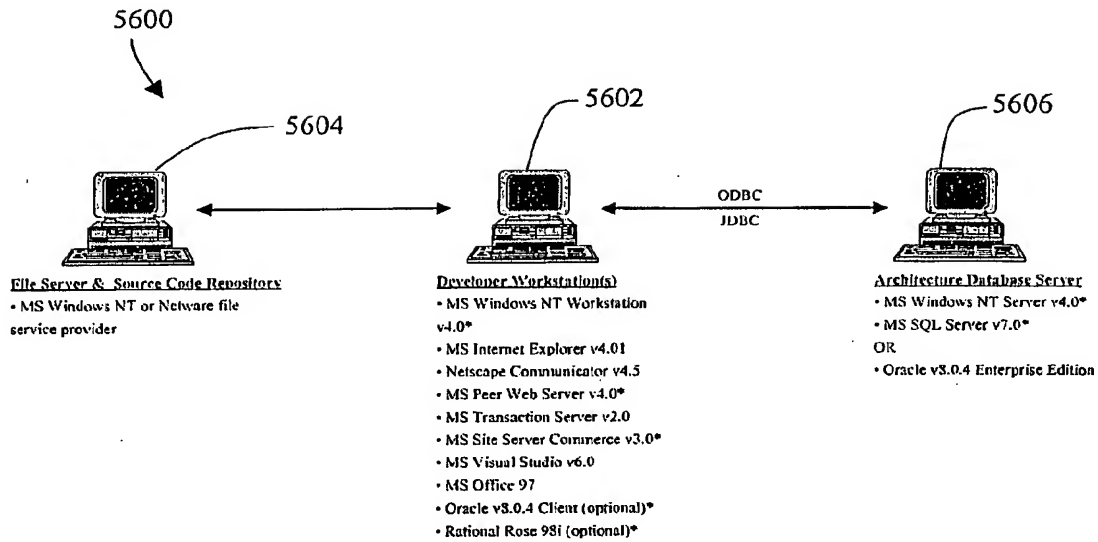 5600
5604
5602
5606
ODBC
JDBC
File Server & Source Code Repository
• MS Windows NT or Netware file
service provider
Developer Workstation(s)
• MS Windows NT Workstation
v4.0*
• MS Internet Explorer v4.01
• Netscape Communicator v4.5
• MS Peer Web Server v4.0*
• MS Transaction Server v2.0
• MS Site Server Commerce v3.0*
• MS Visual Studio v6.0
• MS Office 97
• Oracle v8.0.4 Client (optional)*
• Rational Rose 98i (optional)*
Architecture Database Server
• MS Windows NT Server v4.0*
• MS SQL Server v7.0*
OR
• Oracle v8.0.4 Enterprise Edition